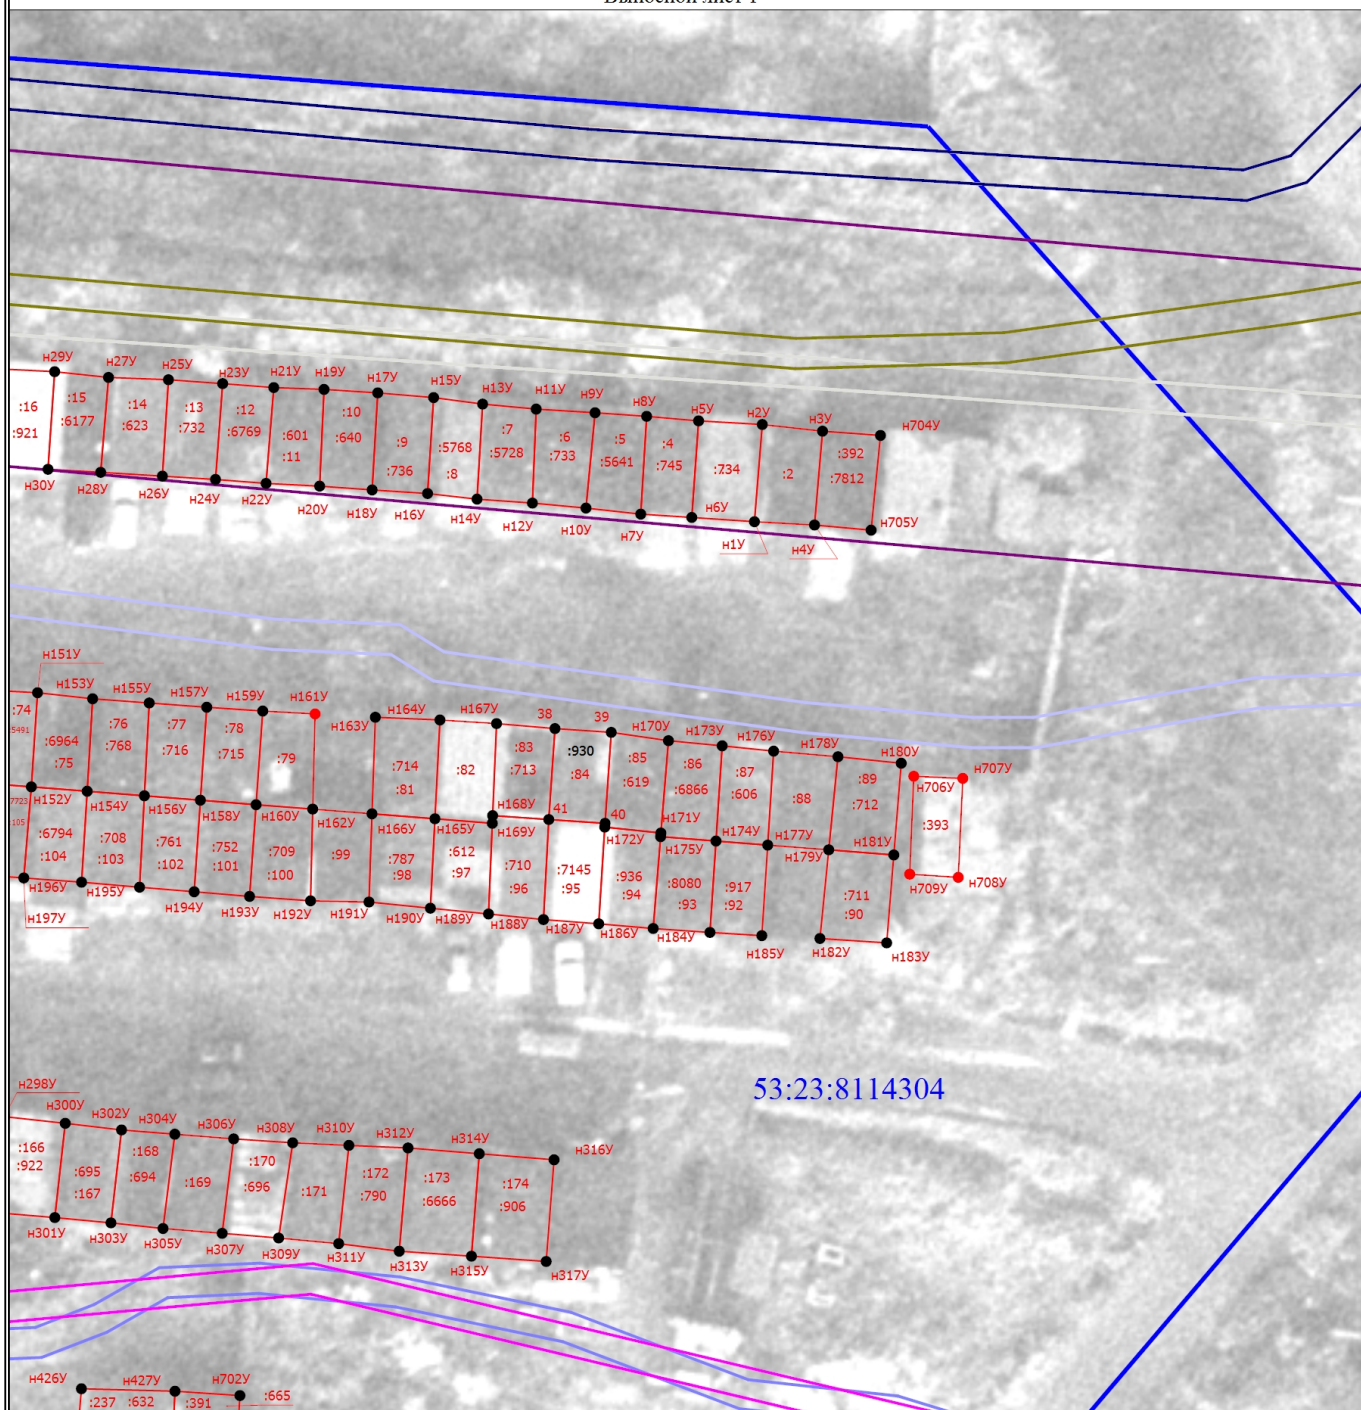 н29У н27У н25У н23У н21У н19У н17У н15У н13У н11У н9У н8У н5У н2У н3У н704У
:16 :15 :14 :13 :12 :601 :10 :9 :5768 :7 :6 :5 :4 :734 :2 :392
:921 :6177 :623 :732 :6769 :11 :640 :736 :8 :5728 :733 :5641 :745 :7812
н30У н28У н26У н24У н22У н20У н18У н16У н14У н12У н10У н7У н6У н1У н4У н705У
н151У
н153У н155У н157У н159У н161У н163У н164У н167У 38 39 н170У н173У н176У н178У н180У н707У
н706У
:74 :6964 :76 :77 :78 :79 :714 :82 :83 :930 :85 :86 :87 :88 :89 :393
5491 :75 :768 :716 :715 :81 :713 :84 :619 :6866 :606 :712
н152У н154У н156У н158У н160У н162У н166У н165У н168У 41 40 н171У н174У н177У н181У
н169У н172У н175У н179У
7723 :6794 :708 :761 :752 :709 :99 :787 :612 :710 :7145 :936 :8080 :917 :711
105 :104 :103 :102 :101 :100 :98 :97 :96 :95 :94 :93 :92 :90
н709У н708У
н196У н195У н194У н193У н192У н191У н190У н189У н188У н187У н186У н184У н185У н182У н183У
н197У
53:23:8114304
н298У
н300У н302У н304У н306У н308У н310У н312У н314У н316У
:166 :695 :168 :169 :170 :171 :172 :173 :174
:922 :167 :694 :696 :790 :6666 :906
н301У н303У н305У н307У н309У н311У н313У н315У н317У
н426У н427У н702У
:237 :632 :391 :665